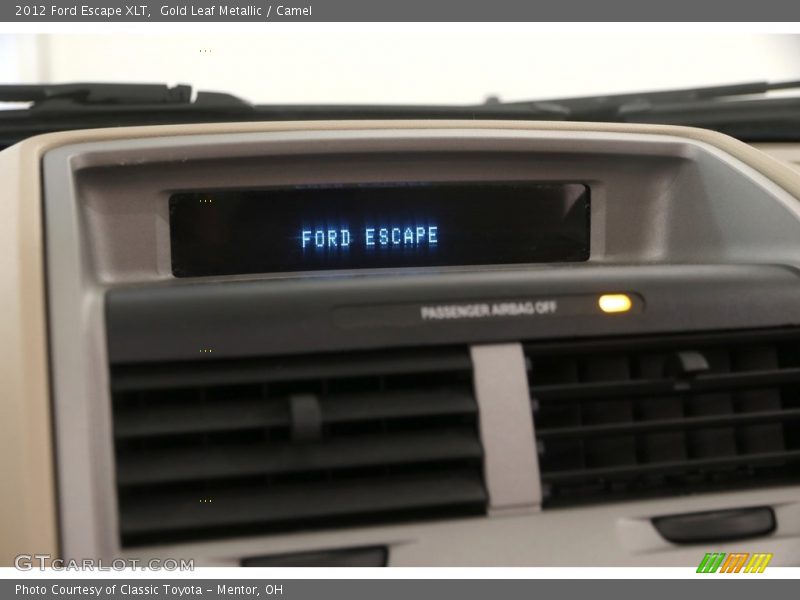 2012 Ford Escape XLT,  Gold Leaf Metallic / Camel
FORD ESCAPE
PASSENGER AIRBAG OFF
GTCARLOT.COM
Photo Courtesy of Classic Toyota - Mentor, OH